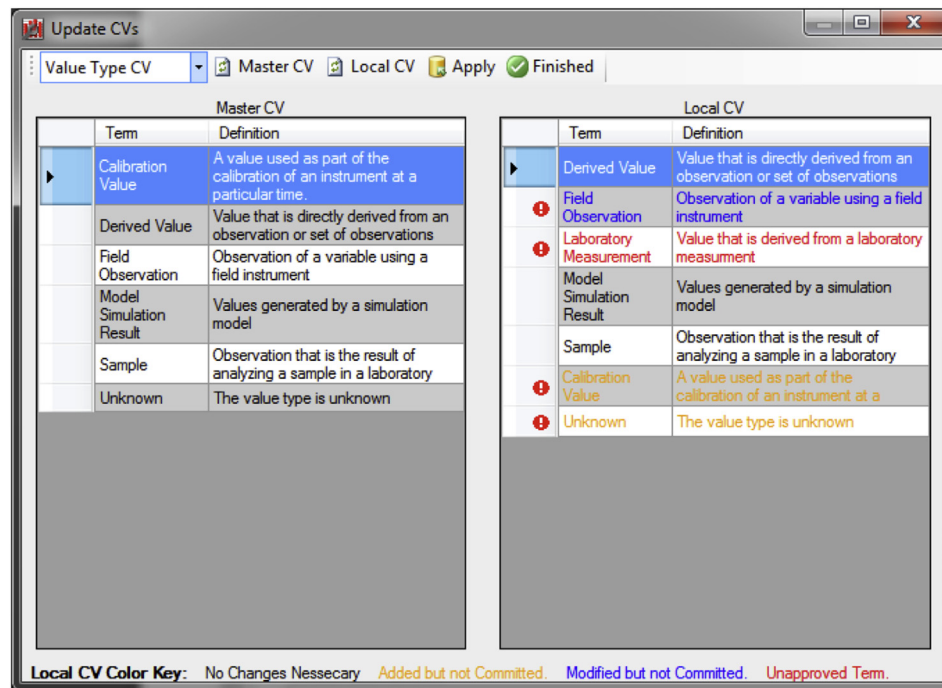 Update CVs
Value Type CV Master CV Local CV Apply Finished
Master CV
Term Definition
Calibration Value
A value used as part of the
calibration of an instrument at a
particular time.
Derived Value
Value that is directly derived from an
observation or set of observations
Field
Observation
Observation of a variable using a
field instrument
Model
Simulation
Result
Values generated by a simulation
model
Sample
Observation that is the result of
analyzing a sample in a laboratory
Unknown
The value type is unknown
Local CV
Term Definition
Derived Value
Value that is directly derived from an
observation or set of observations
Field
Observation
Observation of a variable using a field
instrument
Laboratory
Measurement
Value that is derived from a laboratory
measurment
Model
Simulation
Result
Values generated by a simulation
model
Sample
Observation that is the result of
analyzing a sample in a laboratory
Calibration
Value
A value used as part of the
calibration of an instrument at a
Unknown
The value type is unknown
Local CV Color Key: No Changes Nessecary Added but not Committed. Modified but not Committed. Unapproved Term.